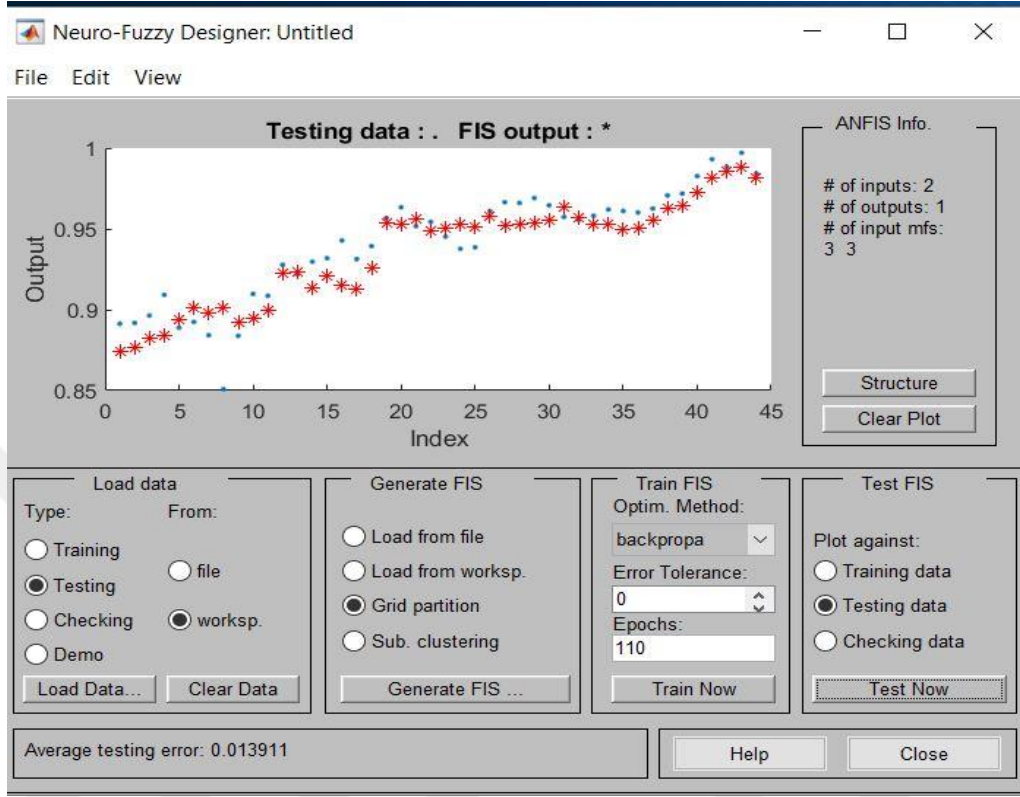 Neuro-Fuzzy Designer: Untitled
File Edit View
Testing data : . FIS output : *
1
0.95
0.9
0.85
Output
0 5 10 15 20 25 30 35 40 45
Index
ANFIS Info.
# of inputs: 2
# of outputs: 1
# of input mfs:
3 3
Structure
Clear Plot
Load data
Type: From:
Training
Testing
Checking
Demo
file
worksp.
Load Data... Clear Data
Generate FIS
Load from file
Load from worksp.
Grid partition
Sub. clustering
Generate FIS ...
Train FIS
Optim. Method:
backpropa
Error Tolerance:
0
Epochs:
110
Train Now
Test FIS
Plot against:
Training data
Testing data
Checking data
Test Now
Average testing error: 0.013911
Help Close